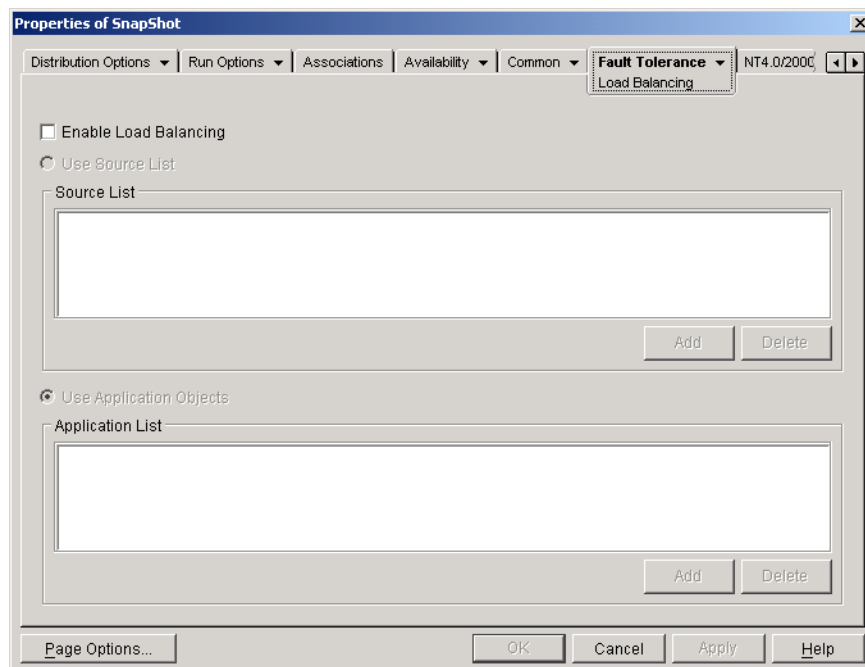 Properties of SnapShot
Distribution Options Run Options Associations Availability Common Fault Tolerance NT4.0/2000
Load Balancing
Enable Load Balancing
Use Source List
Source List
Add Delete
Use Application Objects
Application List
Add Delete
Page Options... OK Cancel Apply Help